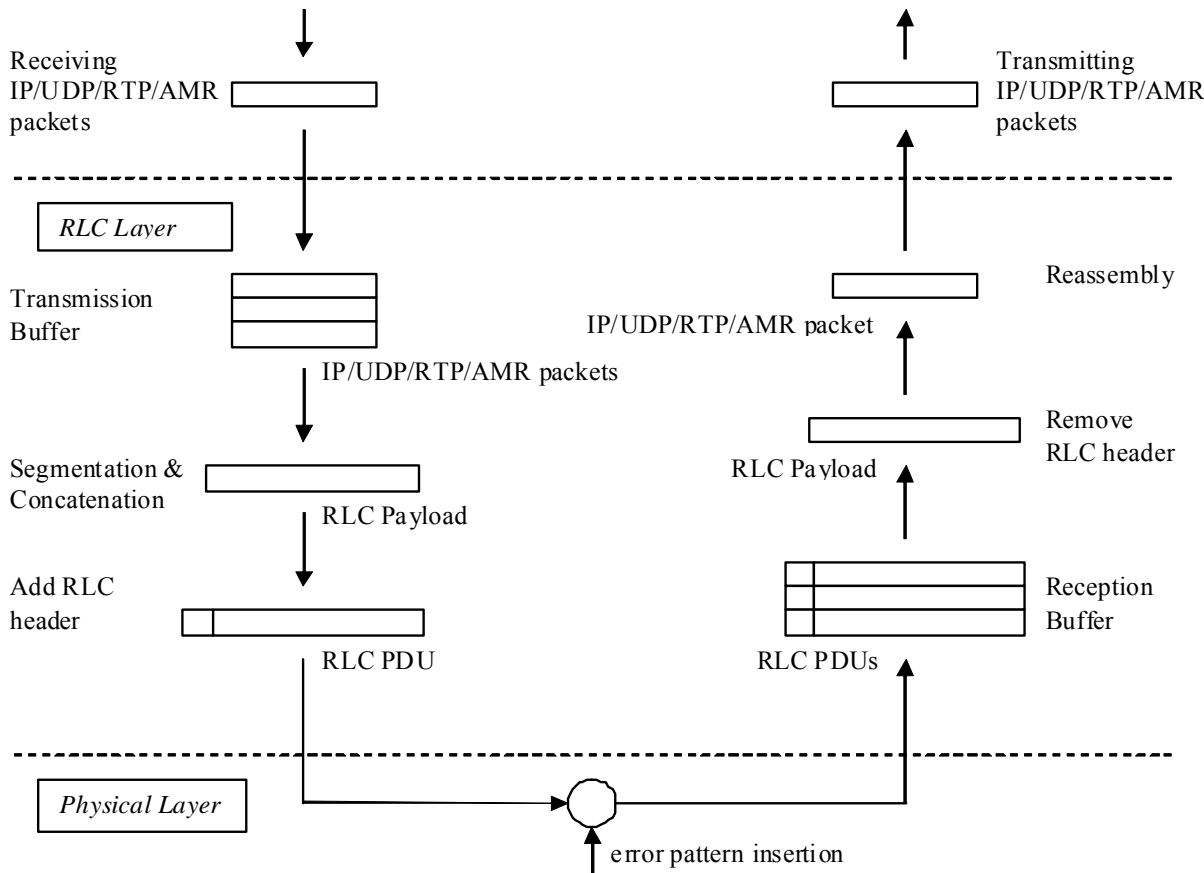 Receiving
IP/UDP/RTP/AMR
packets
Transmitting
IP/UDP/RTP/AMR
packets
RLC Layer
Transmission
Buffer
IP/UDP/RTP/AMR packets
Reassembly
IP/UDP/RTP/AMR packet
Segmentation &
Concatenation
RLC Payload
Remove
RLC header
RLC Payload
Add RLC
header
RLC PDU
Reception
Buffer
RLC PDUs
Physical Layer
error pattern insertion